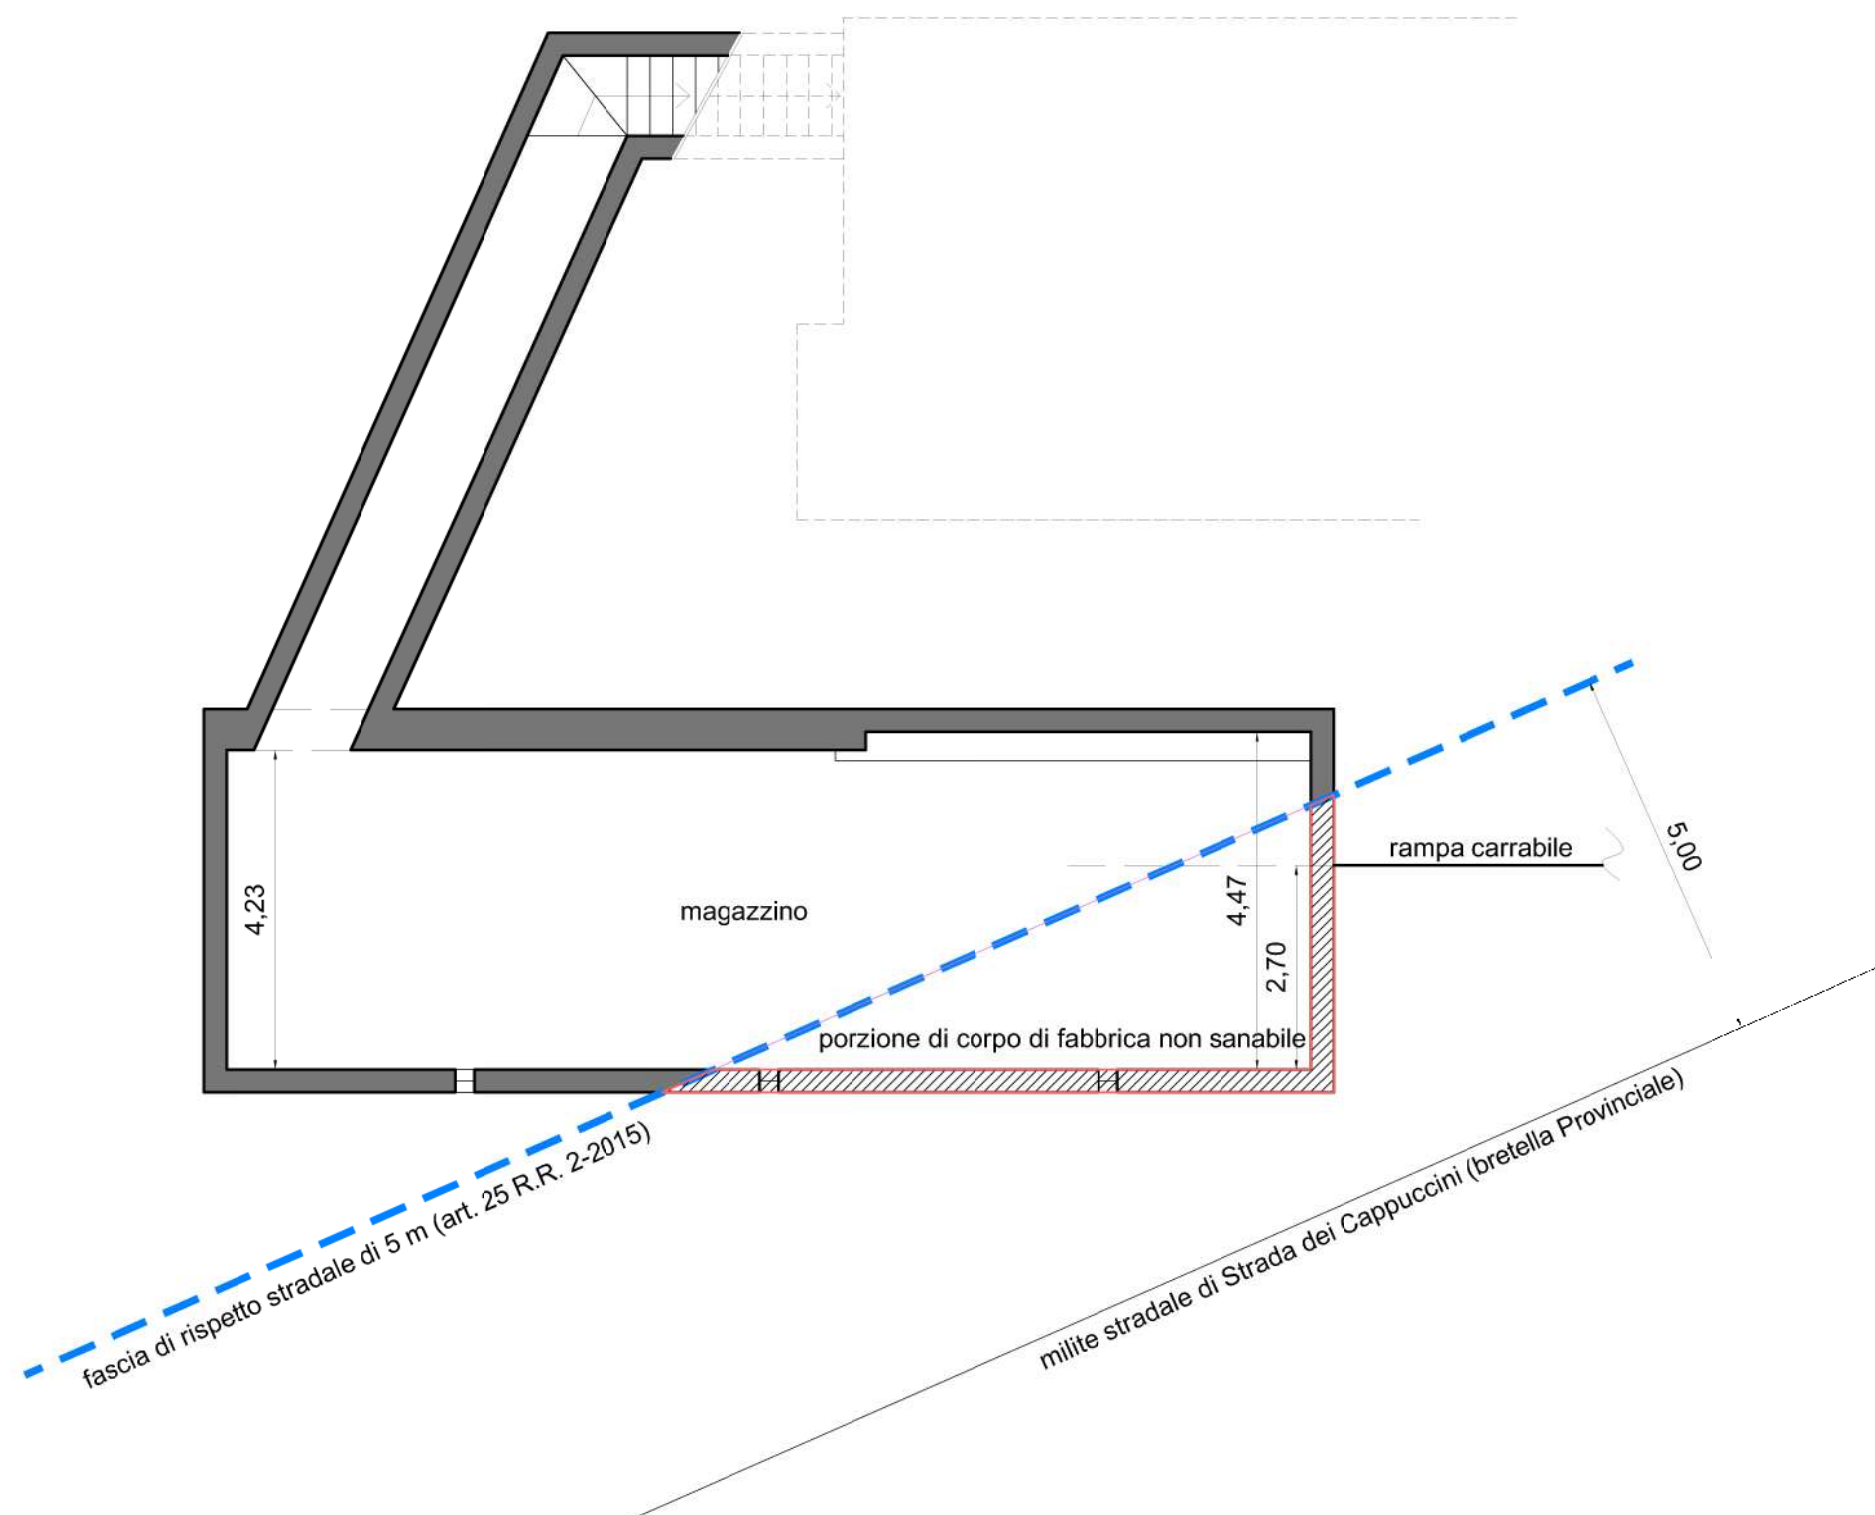 5,00
rampa carrabile
4,23
magazzino
4,47
2,70
porzione di corpo di fabbrica non sanabile
fascia di rispetto stradale di 5 m (art. 25 R.R. 2-2015)
milite stradale di Strada dei Cappuccini (bretella Provinciale)